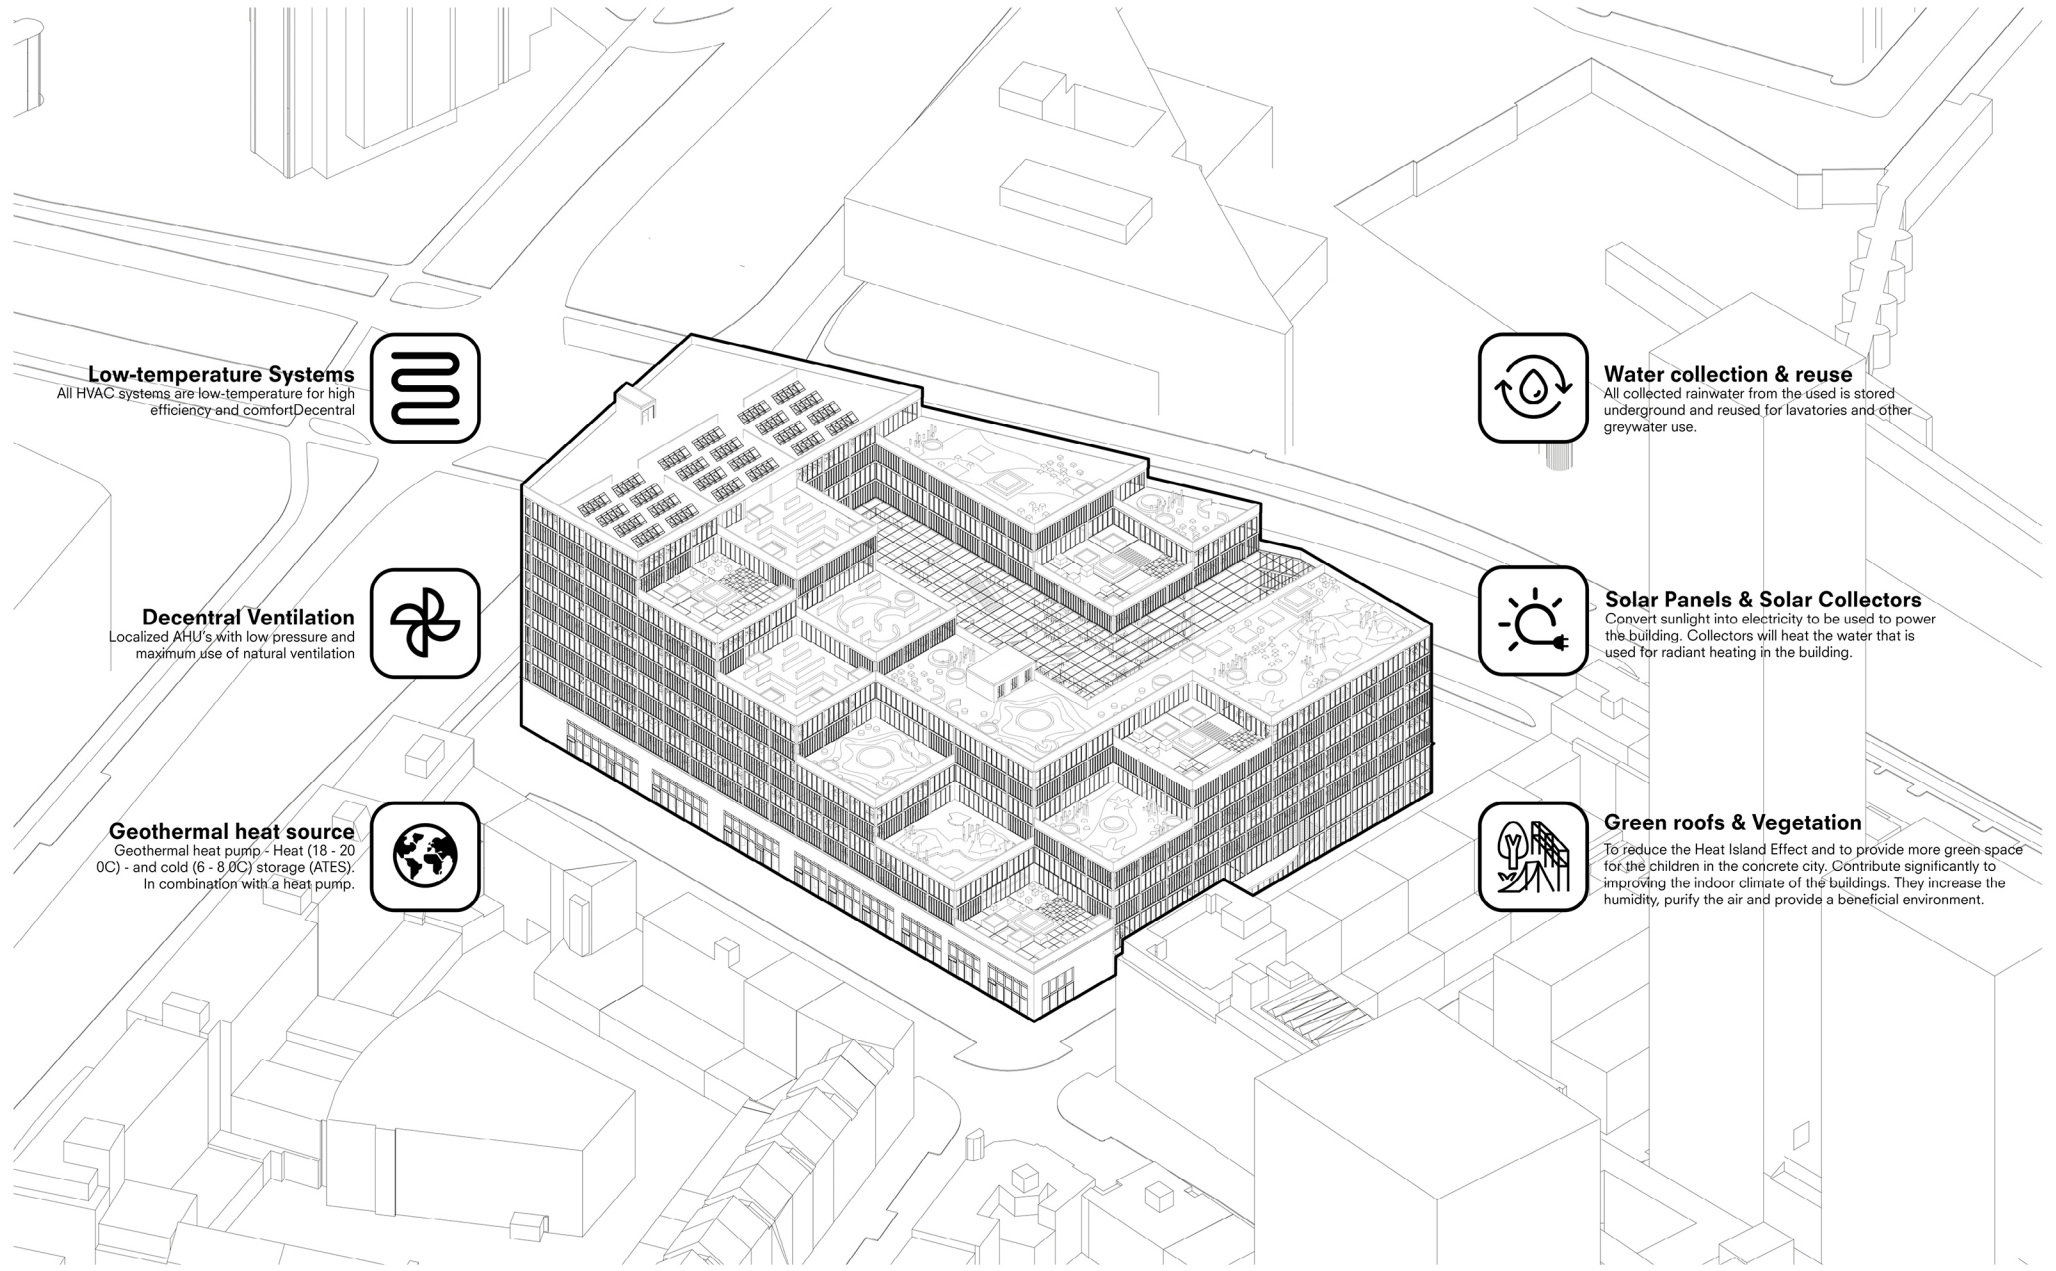 Low-temperature Systems
All HVAC systems are low-temperature for high
efficiency and comfortDecentral
Decentral Ventilation
Localized AHU's with low pressure and
maximum use of natural ventilation
Geothermal heat source
Geothermal heat pump - Heat (18 - 20
0C) - and cold (6 - 8 0C) storage (ATES).
In combination with a heat pump.
Water collection & reuse
All collected rainwater from the used is stored
underground and reused for lavatories and other
greywater use.
Solar Panels & Solar Collectors
Convert sunlight into electricity to be used to power
the building. Collectors will heat the water that is
used for radiant heating in the building.
Green roofs & Vegetation
To reduce the Heat Island Effect and to provide more green space
for the children in the concrete city. Contribute significantly to
improving the indoor climate of the buildings. They increase the
humidity, purify the air and provide a beneficial environment.